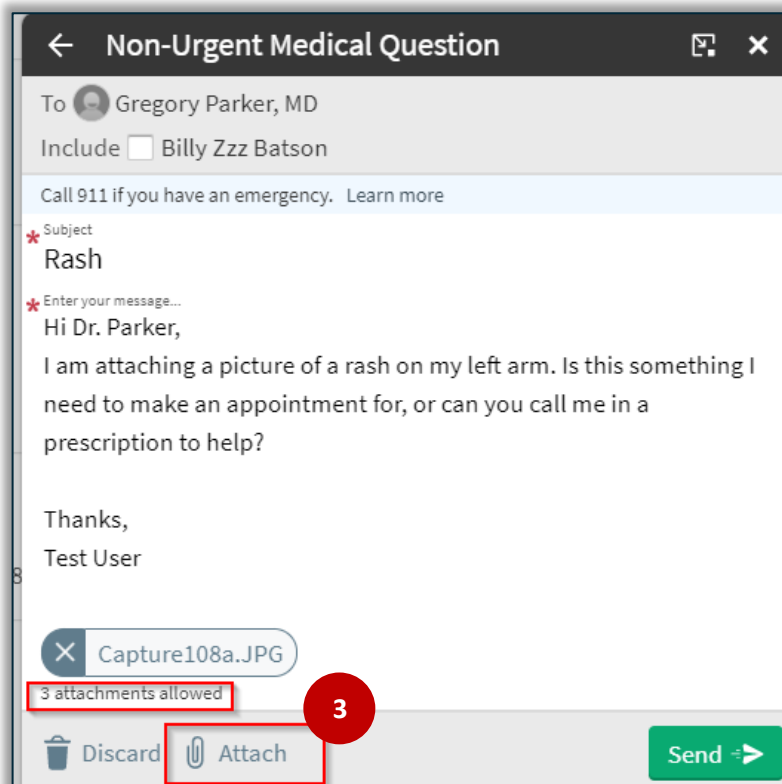 Non-Urgent Medical Question
To Gregory Parker, MD
Include Billy Zzz Batson
Call 911 if you have an emergency. Learn more
* Subject
Rash
* Enter your message...
Hi Dr. Parker,
I am attaching a picture of a rash on my left arm. Is this something I
need to make an appointment for, or can you call me in a
prescription to help?
Thanks,
Test User
8
Capture108a.JPG
3 attachments allowed
3
Discard Attach Send